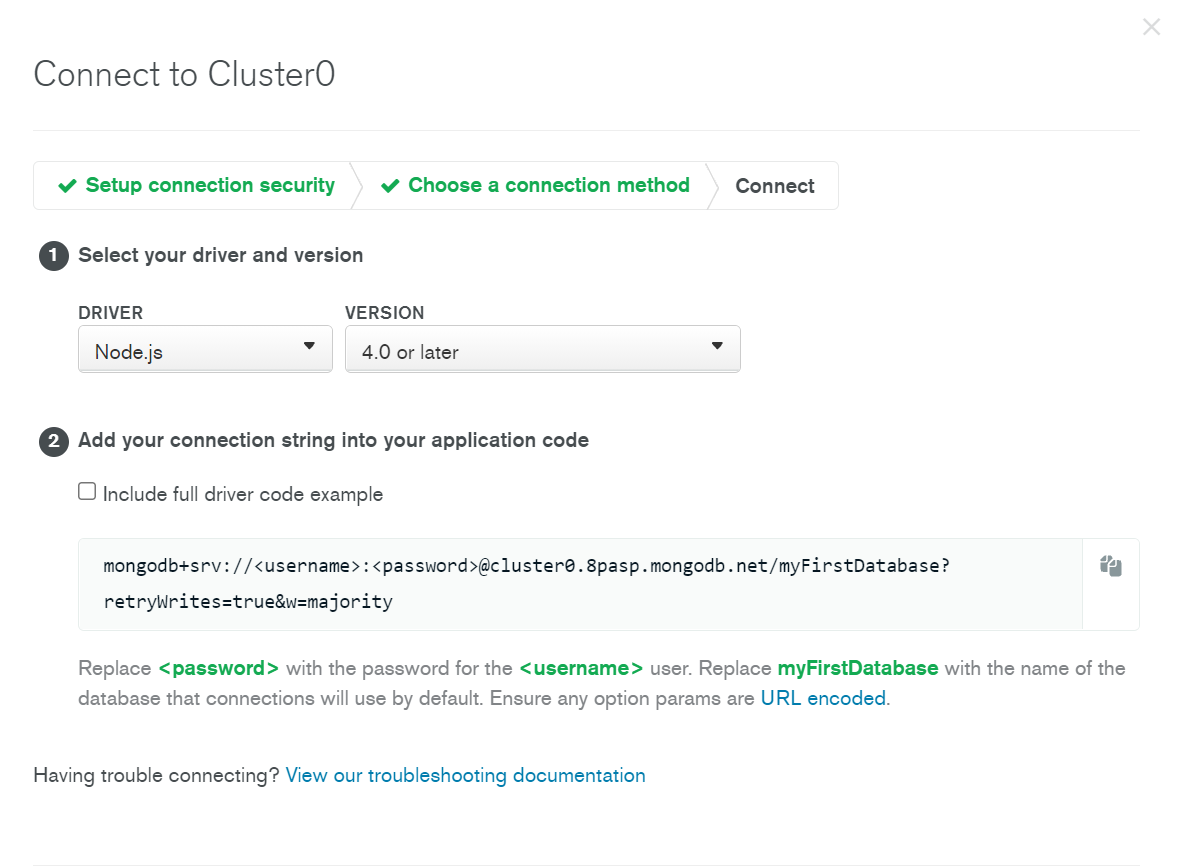 Connect to Cluster0
Setup connection security
Choose a connection method
Connect
1 Select your driver and version
DRIVER
VERSION
Node.js
4.0 or later
2 Add your connection string into your application code
Include full driver code example
mongodb+srv://<username>:<password>@cluster0.8pasp.mongodb.net/myFirstDatabase?
retryWrites=true&w=majority
Replace <password> with the password for the <username> user. Replace myFirstDatabase with the name of the
database that connections will use by default. Ensure any option params are URL encoded.
Having trouble connecting? View our troubleshooting documentation